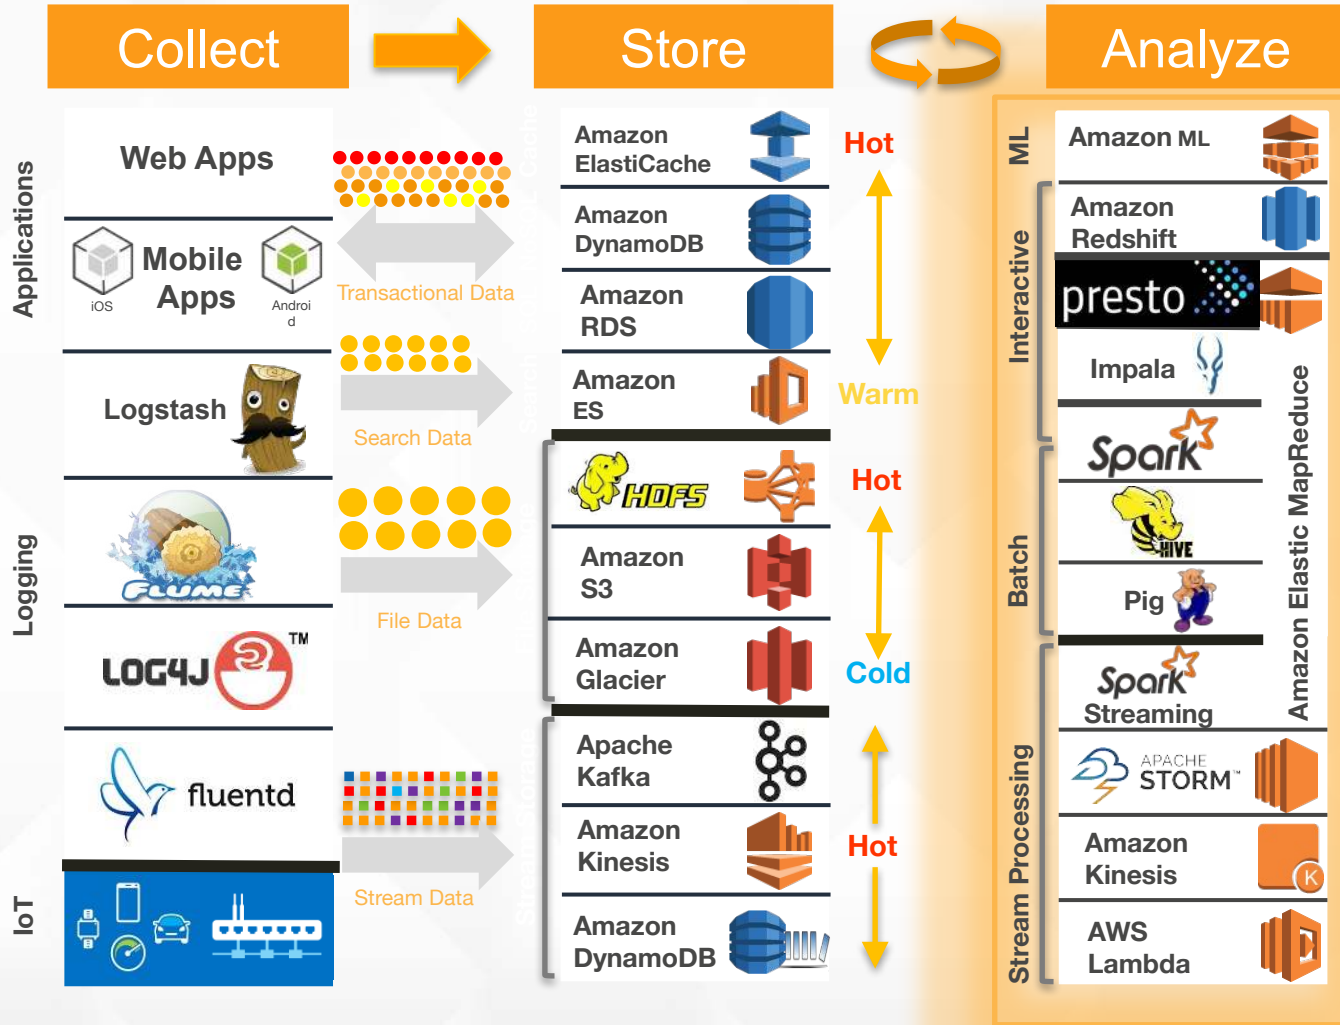 Collect
Store
Analyze
Applications
Web Apps
Mobile
Apps
iOS
Androi
d
Logging
Logstash
FLUME
LOG4J
TM
fluentd
IoT
Transactional Data
Search Data
File Data
Stream Data
Cache
Amazon
ElastiCache
Amazon
DynamoDB
Amazon
RDS
Amazon
ES
HDFS
Amazon
S3
Amazon
Glacier
Apache
Kafka
Amazon
Kinesis
Amazon
DynamoDB
Hot
Warm
Hot
Cold
Hot
ML
Amazon ML
Interactive
Amazon
Redshift
presto
Impala
Spark
Batch
HIVE
Pig
Amazon Elastic MapReduce
Stream Processing
Spark
Streaming
APACHE
STORM™
Amazon
Kinesis
K
AWS
Lambda